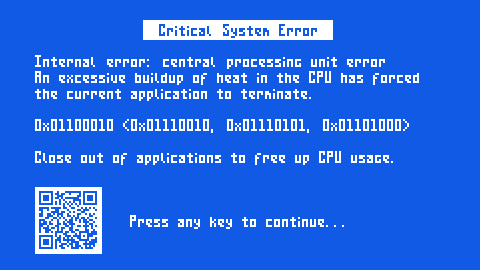 Critical System Error
Internal error: central processing unit error
An excessive buildup of heat in the CPU has forced
the current application to terminate.
0x01100010 <0x01110010, 0x01110101, 0x01101000>
Close out of applications to free up CPU usage.
Press any key to continue...